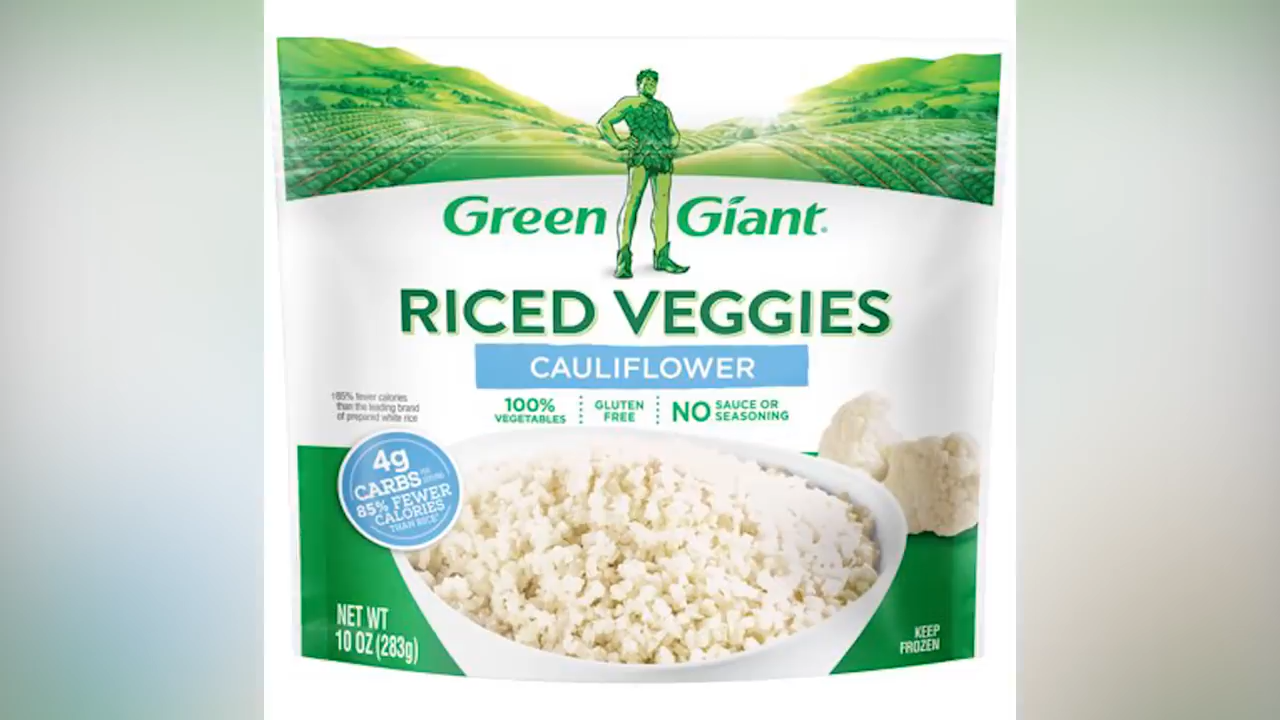 Green Giant®
RICED VEGGIES
CAULIFLOWER
100%
VEGETABLES
GLUTEN
FREE
NO SAUCE OR
SEASONING
†85% fewer calories
than the leading brand
of prepared white rice
4g
CARBS
85% FEWER
CALORIES
THAN RICE†
NET WT
10 OZ (283g)
KEEP
FROZEN